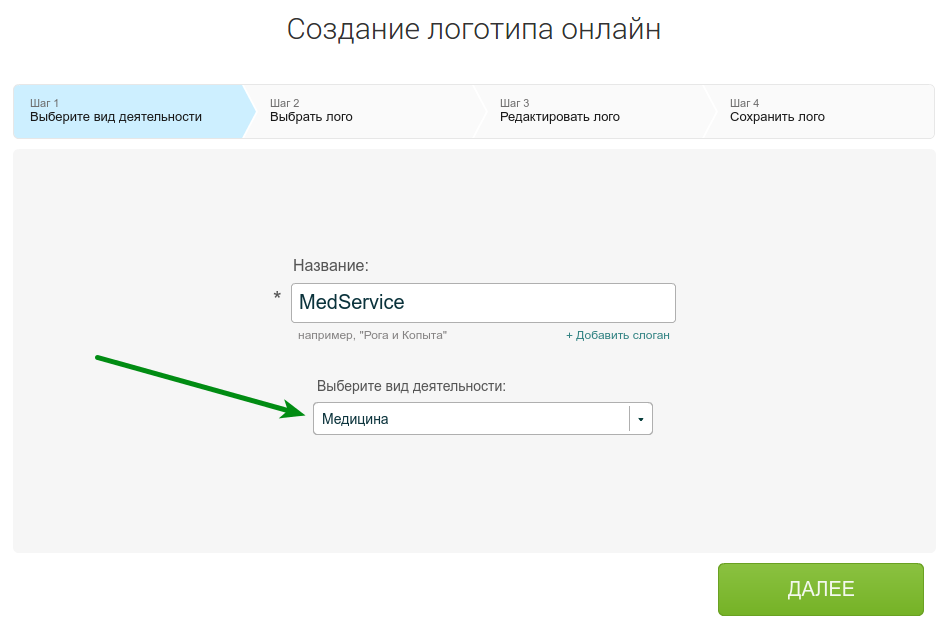 Создание логотипа онлайн
Шаг 1
Выберите вид деятельности
Шаг 2
Выбрать лого
Шаг 3
Редактировать лого
Шаг 4
Сохранить лого
Название:
* MedService
например, "Рога и Копыта" + Добавить слоган
Выберите вид деятельности:
Медицина
ДАЛЕЕ